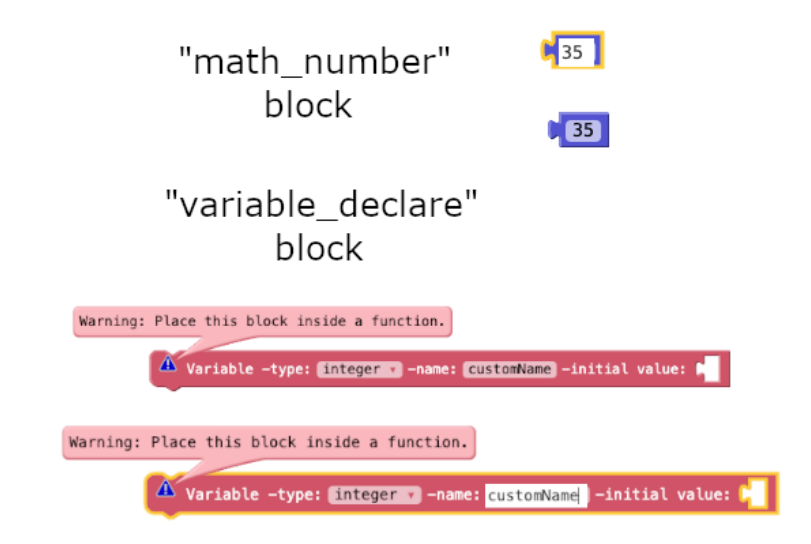 "math_number"
block
35
35
"variable_declare"
block
Warning: Place this block inside a function.
Variable -type: integer -name: customName -initial value:
Warning: Place this block inside a function.
Variable -type: integer -name: customName -initial value: